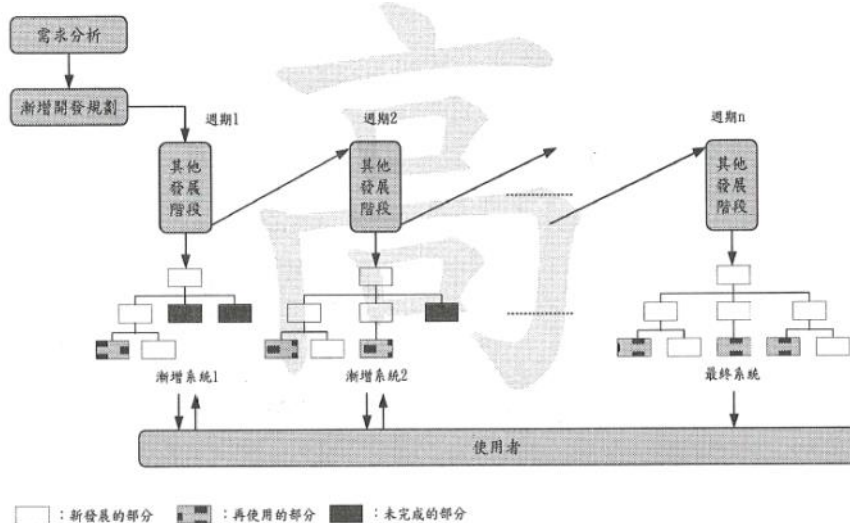 需求分析
漸增開發規劃
週期1
週期2
週期n
其他
發展
階段
其他
發展
階段
其他
發展
階段
漸增系統1
漸增系統2
最終系統
使用者
：新發展的部分
：再使用的部分
：未完成的部分
高